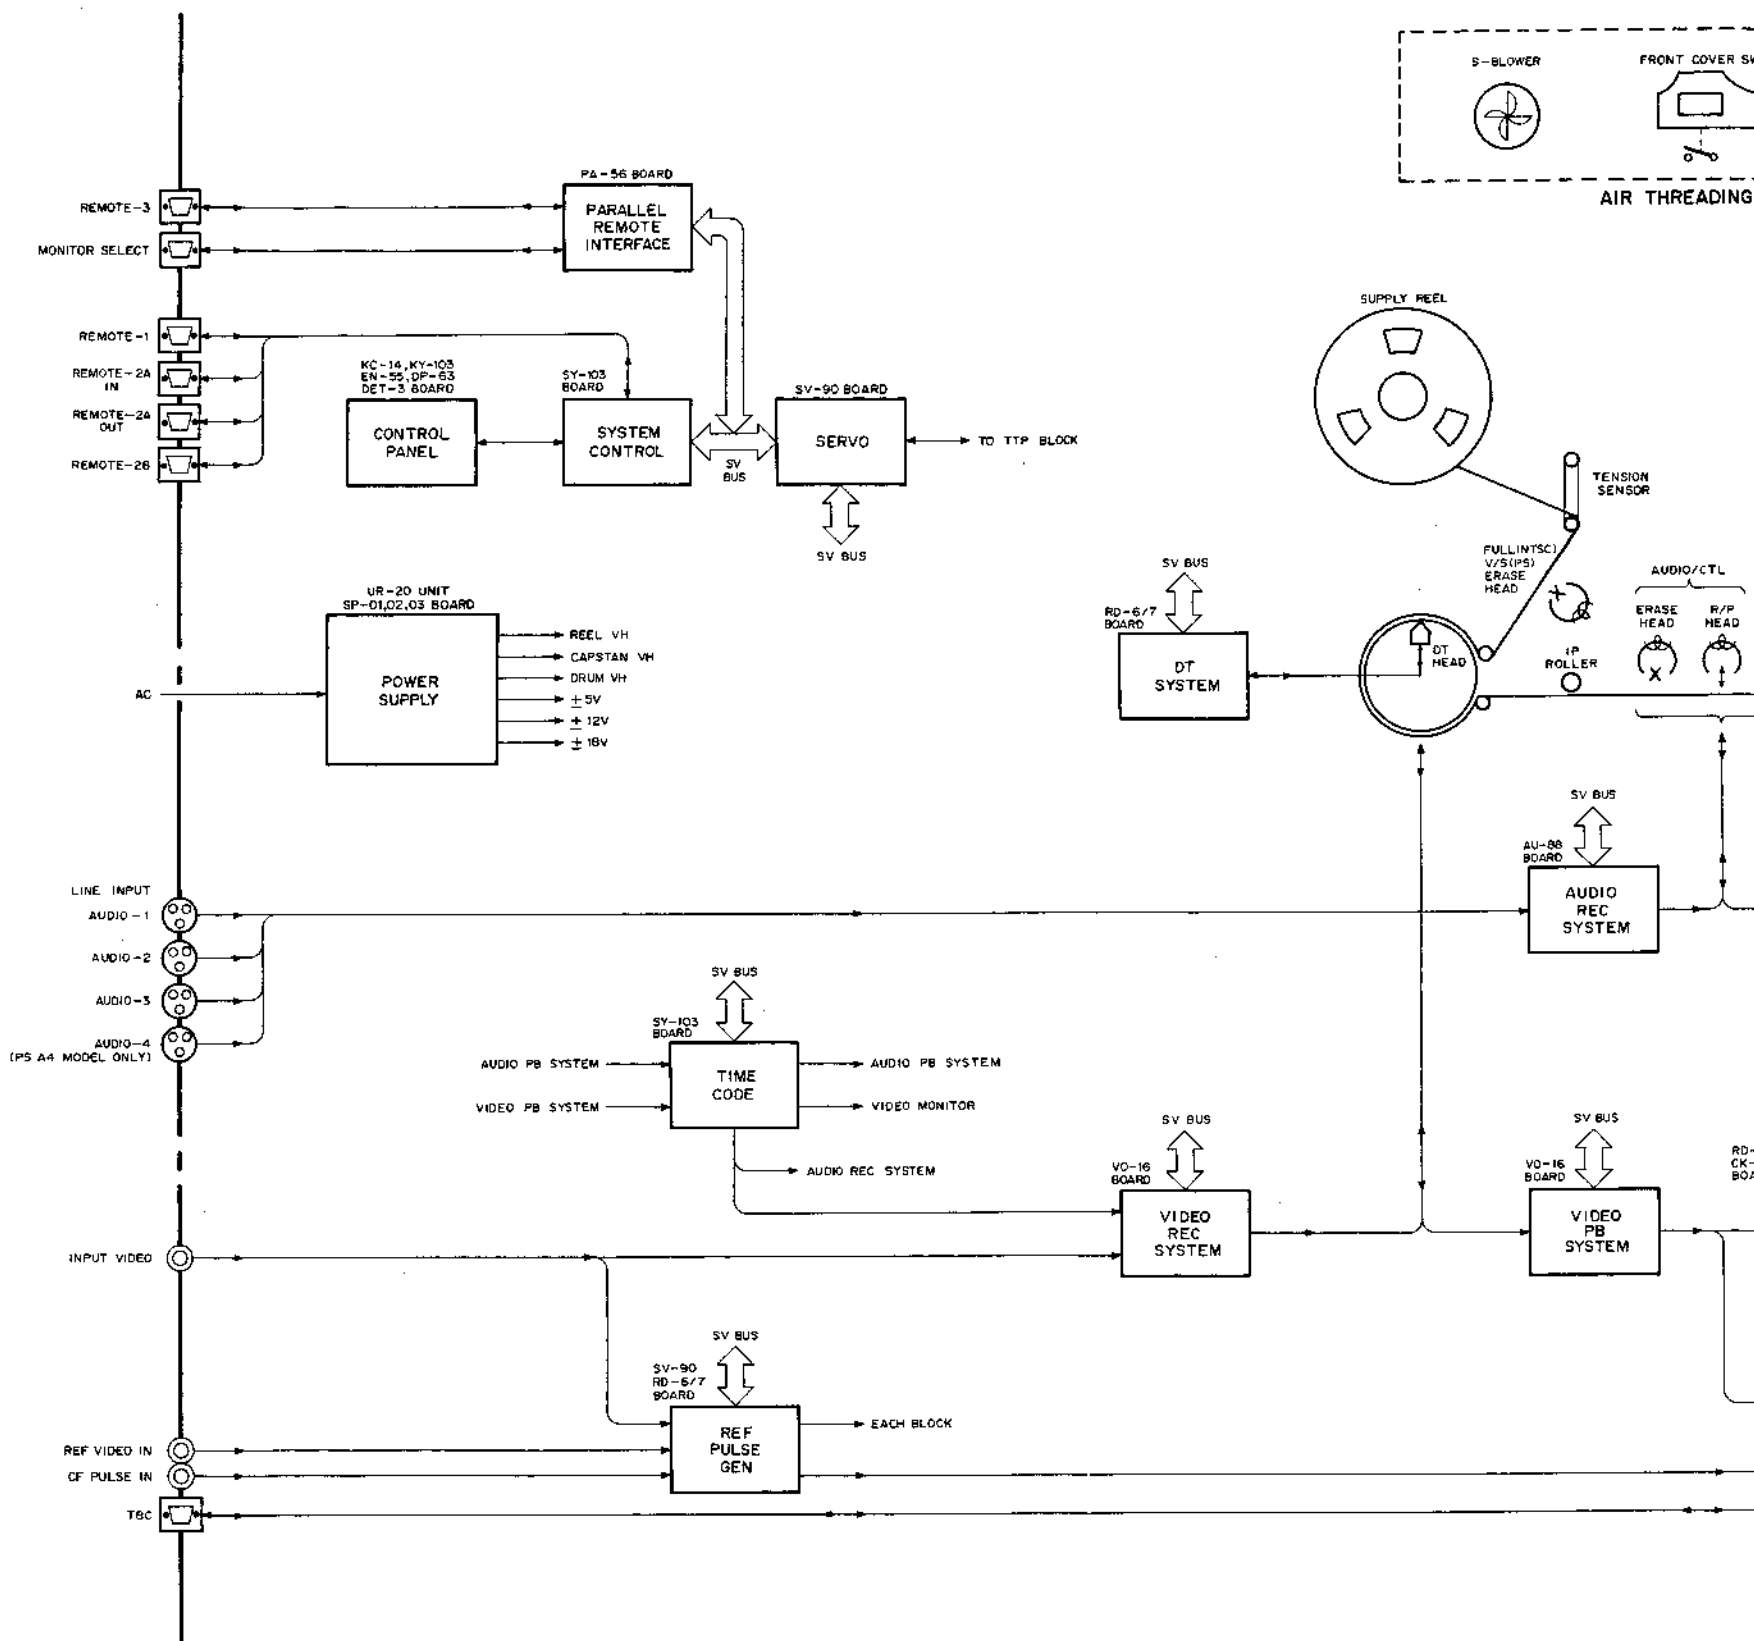 S-BLOWER
FRONT COVER SW
AIR THREADING
PA-56 BOARD
REMOTE-3
MONITOR SELECT
PARALLEL
REMOTE
INTERFACE
REMOTE-1
REMOTE-2A
IN
REMOTE-2A
OUT
REMOTE-2B
KC-14,KY-103
EN-55,DP-63
DET-3 BOARD
CONTROL
PANEL
SY-103
BOARD
SYSTEM
CONTROL
SV
BUS
SV-90 BOARD
SERVO
TO TTP BLOCK
SV BUS
SUPPLY REEL
TENSION
SENSOR
FULL(NTSC)
V/S(PS)
ERASE
HEAD
AUDIO/CTL
ERASE
HEAD
R/P
HEAD
IP
ROLLER
SV BUS
RD-6/7
BOARD
DT
SYSTEM
DT
HEAD
UR-20 UNIT
SP-01,02,03 BOARD
AC
POWER
SUPPLY
REEL VH
CAPSTAN VH
DRUM VH
±5V
±12V
±18V
SV BUS
AU-88
BOARD
AUDIO
REC
SYSTEM
LINE INPUT
AUDIO-1
AUDIO-2
AUDIO-3
AUDIO-4
(PS A4 MODEL ONLY)
SV BUS
SY-103
BOARD
AUDIO PB SYSTEM
VIDEO PB SYSTEM
TIME
CODE
AUDIO PB SYSTEM
VIDEO MONITOR
AUDIO REC SYSTEM
SV BUS
VO-16
BOARD
VIDEO
REC
SYSTEM
SV BUS
VO-16
BOARD
VIDEO
PB
SYSTEM
RD-
CK-
BOA
INPUT VIDEO
SV BUS
SV-90
RD-6/7
BOARD
REF
PULSE
GEN
EACH BLOCK
REF VIDEO IN
CF PULSE IN
TBC